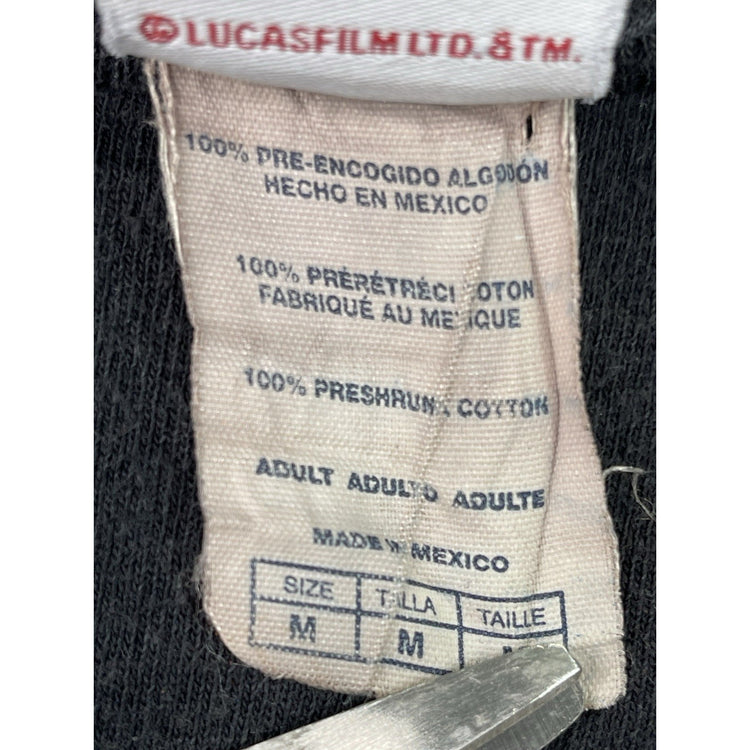 © LUCASFILM LTD. & TM.
100% PRE-ENCOGIDO ALGODÓN
HECHO EN MEXICO
100% PRÉRÉTRÉCI COTON
FABRIQUÉ AU MEXIQUE
100% PRESHRUNK COTTON
ADULT ADULTO ADULTE
MADE IN MEXICO
SIZE TALLA TAILLE
M M M